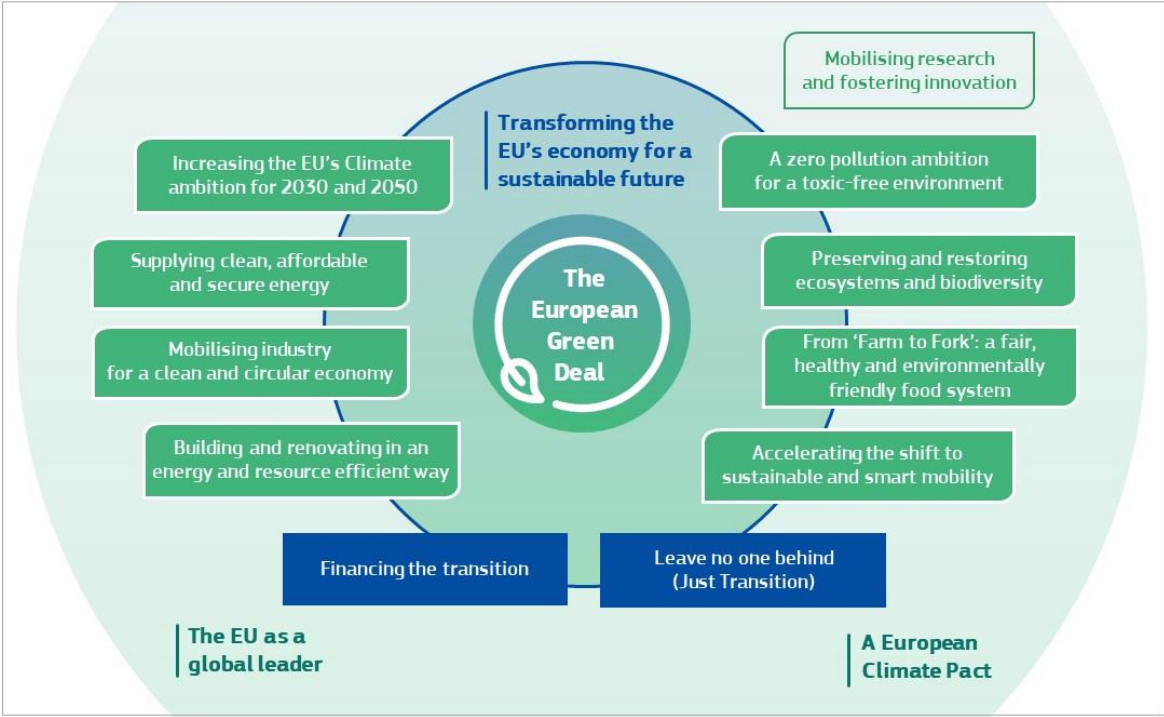 Mobilising research
and fostering innovation
Transforming the
EU's economy for a
sustainable future
Increasing the EU's Climate
ambition for 2030 and 2050
A zero pollution ambition
for a toxic-free environment
Supplying clean, affordable
and secure energy
Preserving and restoring
ecosystems and biodiversity
The
European
Green
Deal
Mobilising industry
for a clean and circular economy
From ‘Farm to Fork’: a fair,
healthy and environmentally
friendly food system
Building and renovating in an
energy and resource efficient way
Accelerating the shift to
sustainable and smart mobility
Financing the transition
Leave no one behind
(Just Transition)
The EU as a
global leader
A European
Climate Pact